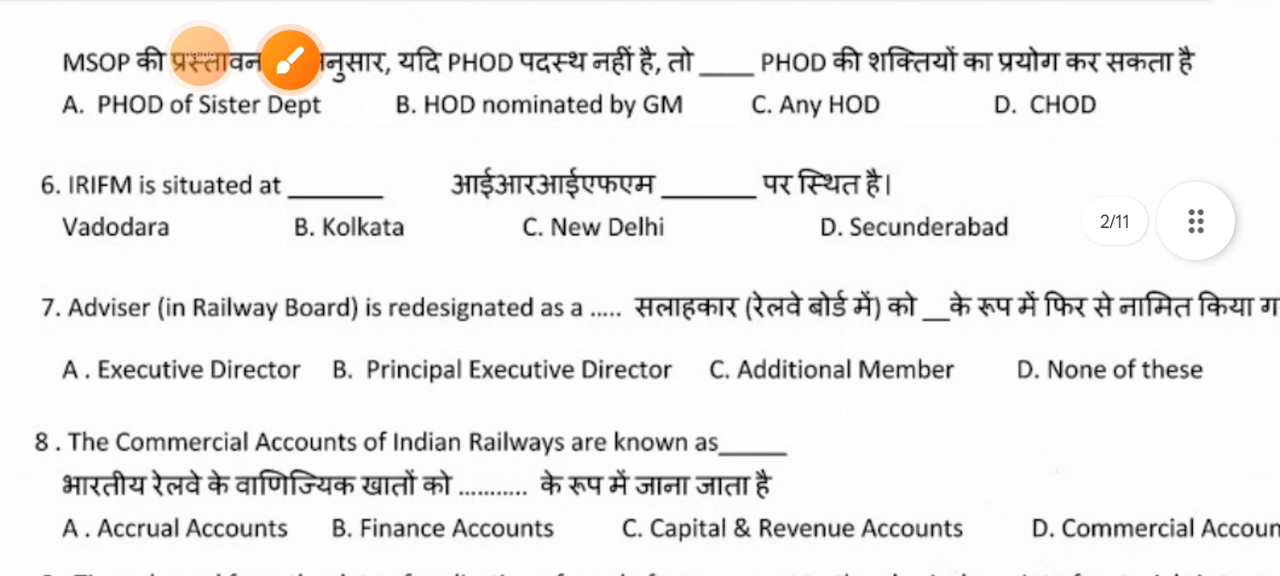 MSOP की प्रस्तावन नुसार, यदि PHOD पदस्थ नहीं है, तो ____ PHOD की शक्तियों का प्रयोग कर सकता है
A. PHOD of Sister Dept B. HOD nominated by GM C. Any HOD D. CHOD
6. IRIFM is situated at _______ आईआरआईएफएम _______ पर स्थित है।
Vadodara B. Kolkata C. New Delhi D. Secunderabad
2/11
7. Adviser (in Railway Board) is redesignated as a ..... सलाहकार (रेलवे बोर्ड में) को __के रूप में फिर से नामित किया ग
A . Executive Director B. Principal Executive Director C. Additional Member D. None of these
8 . The Commercial Accounts of Indian Railways are known as_____
भारतीय रेलवे के वाणिज्यिक खातों को ........... के रूप में जाना जाता है
A . Accrual Accounts B. Finance Accounts C. Capital & Revenue Accounts D. Commercial Accoun